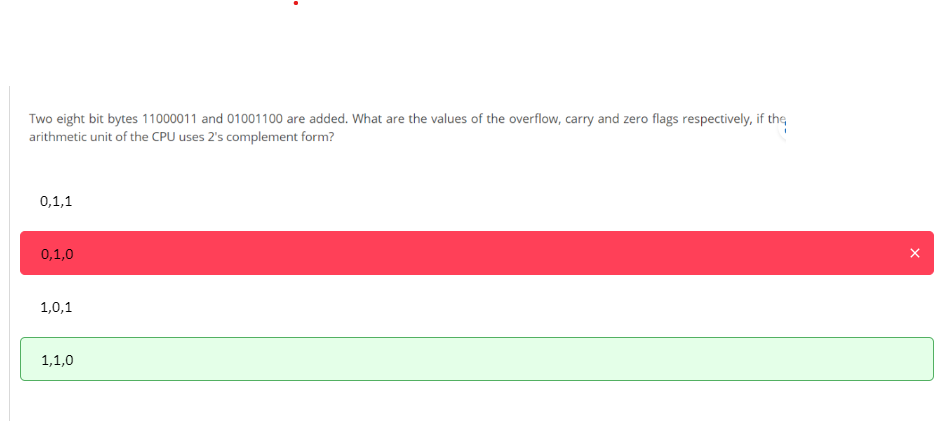 Two eight bit bytes 11000011 and 01001100 are added. What are the values of the overflow, carry and zero flags respectively, if the
arithmetic unit of the CPU uses 2's complement form?
0,1,1
0,1,0
1,0,1
1,1,0